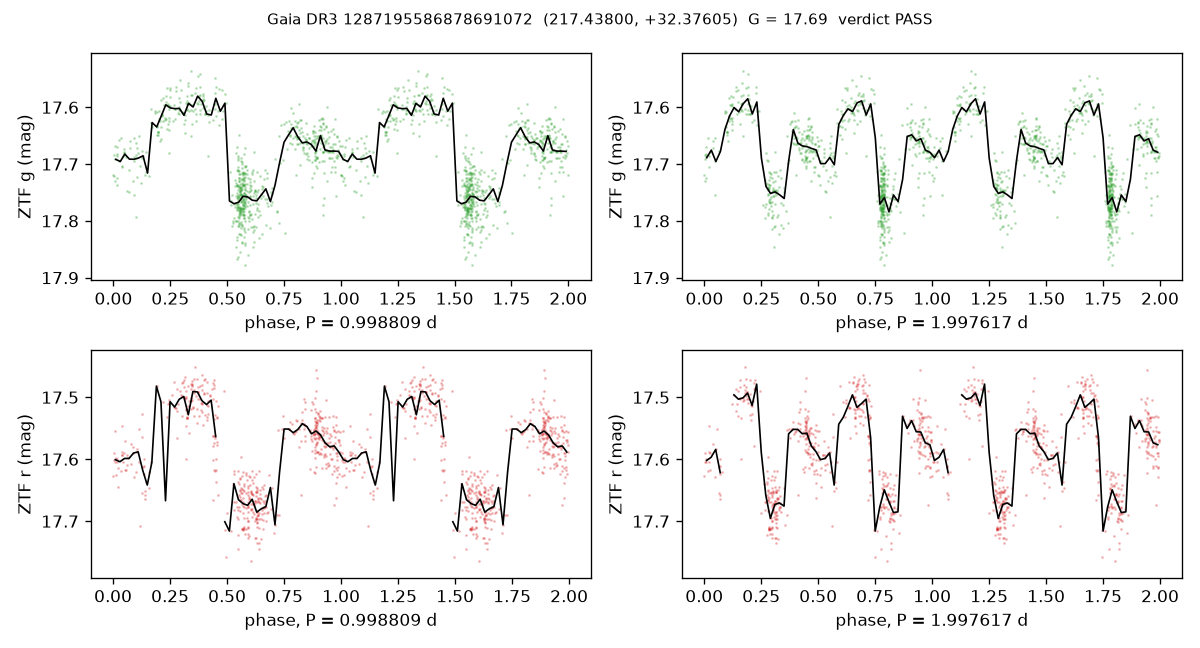 Gaia DR3 1287195586878691072 (217.43800, +32.37605) G = 17.69 verdict PASS
ZTF g (mag)
17.6
17.7
17.8
17.9
0.00 0.25 0.50 0.75 1.00 1.25 1.50 1.75 2.00
phase, P = 0.998809 d
ZTF g (mag)
17.6
17.7
17.8
17.9
0.00 0.25 0.50 0.75 1.00 1.25 1.50 1.75 2.00
phase, P = 1.997617 d
ZTF r (mag)
17.5
17.6
17.7
0.00 0.25 0.50 0.75 1.00 1.25 1.50 1.75 2.00
phase, P = 0.998809 d
ZTF r (mag)
17.5
17.6
17.7
0.00 0.25 0.50 0.75 1.00 1.25 1.50 1.75 2.00
phase, P = 1.997617 d